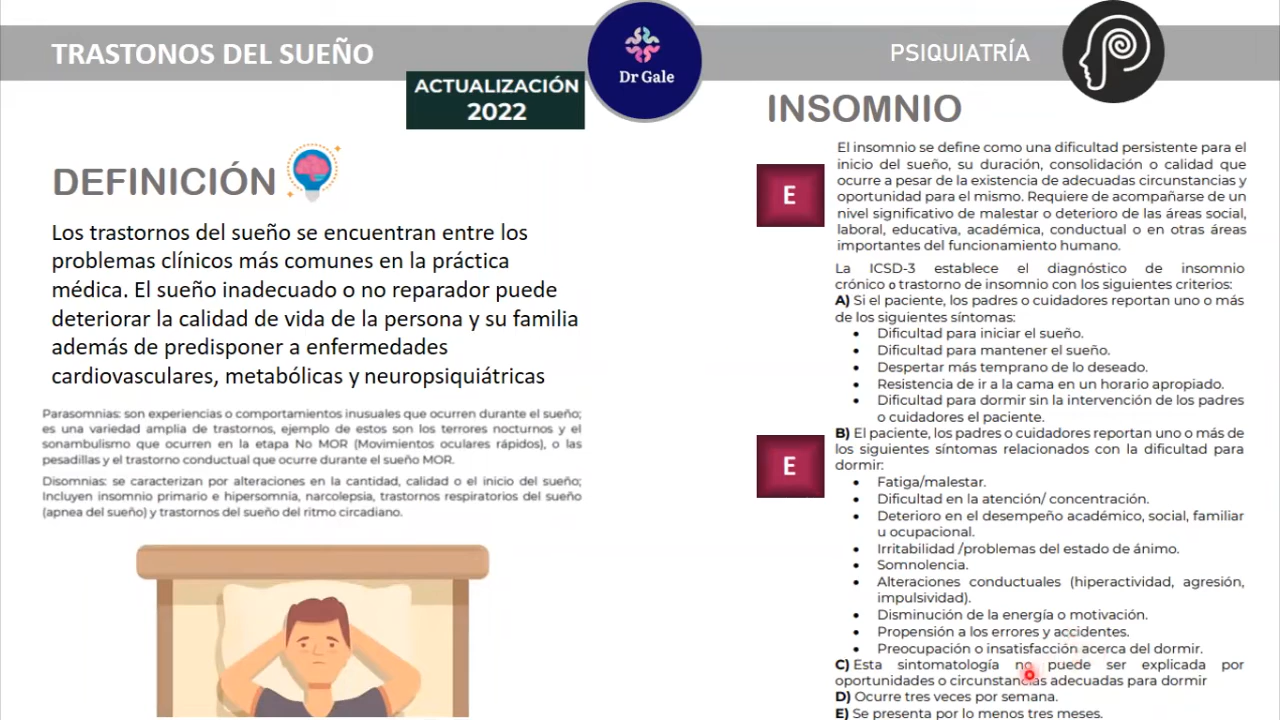 TRASTONOS DEL SUEÑO
ACTUALIZACIÓN
2022
Dr Gale
PSIQUIATRÍA
DEFINICIÓN
Los trastornos del sueño se encuentran entre los
problemas clínicos más comunes en la práctica
médica. El sueño inadecuado o no reparador puede
deteriorar la calidad de vida de la persona y su familia
además de predisponer a enfermedades
cardiovasculares, metabólicas y neuropsiquiátricas
Parasomnias: son experiencias o comportamientos inusuales que ocurren durante el sueño;
es una variedad amplia de trastornos, ejemplo de estos son los terrores nocturnos y el
sonambulismo que ocurren en la etapa No MOR (Movimientos oculares rápidos), o las
pesadillas y el trastorno conductual que ocurre durante el sueño MOR.
Disomnias: se caracterizan por alteraciones en la cantidad, calidad o el inicio del sueño;
Incluyen insomnio primario e hipersomnia, narcolepsia, trastornos respiratorios del sueño
(apnea del sueño) y trastornos del sueño del ritmo circadiano.
INSOMNIO
E
El insomnio se define como una dificultad persistente para el
inicio del sueño, su duración, consolidación o calidad que
ocurre a pesar de la existencia de adecuadas circunstancias y
oportunidad para el mismo. Requiere de acompañarse de un
nivel significativo de malestar o deterioro de las áreas social,
laboral, educativa, académica, conductual o en otras áreas
importantes del funcionamiento humano.
E
La ICSD-3 establece el diagnóstico de insomnio
crónico o trastorno de insomnio con los siguientes criterios:
A) Si el paciente, los padres o cuidadores reportan uno o más
de los siguientes síntomas:
• Dificultad para iniciar el sueño.
• Dificultad para mantener el sueño.
• Despertar más temprano de lo deseado.
• Resistencia de ir a la cama en un horario apropiado.
• Dificultad para dormir sin la intervención de los padres
o cuidadores el paciente.
B) El paciente, los padres o cuidadores reportan uno o más de
los siguientes síntomas relacionados con la dificultad para
dormir:
• Fatiga/malestar.
• Dificultad en la atención/ concentración.
• Deterioro en el desempeño académico, social, familiar
u ocupacional.
• Irritabilidad /problemas del estado de ánimo.
• Somnolencia.
• Alteraciones conductuales (hiperactividad, agresión,
impulsividad).
• Disminución de la energía o motivación.
• Propensión a los errores y accidentes.
• Preocupación o insatisfacción acerca del dormir.
C) Esta sintomatología no puede ser explicada por
oportunidades o circunstancias adecuadas para dormir
D) Ocurre tres veces por semana.
E) Se presenta por lo menos tres meses.